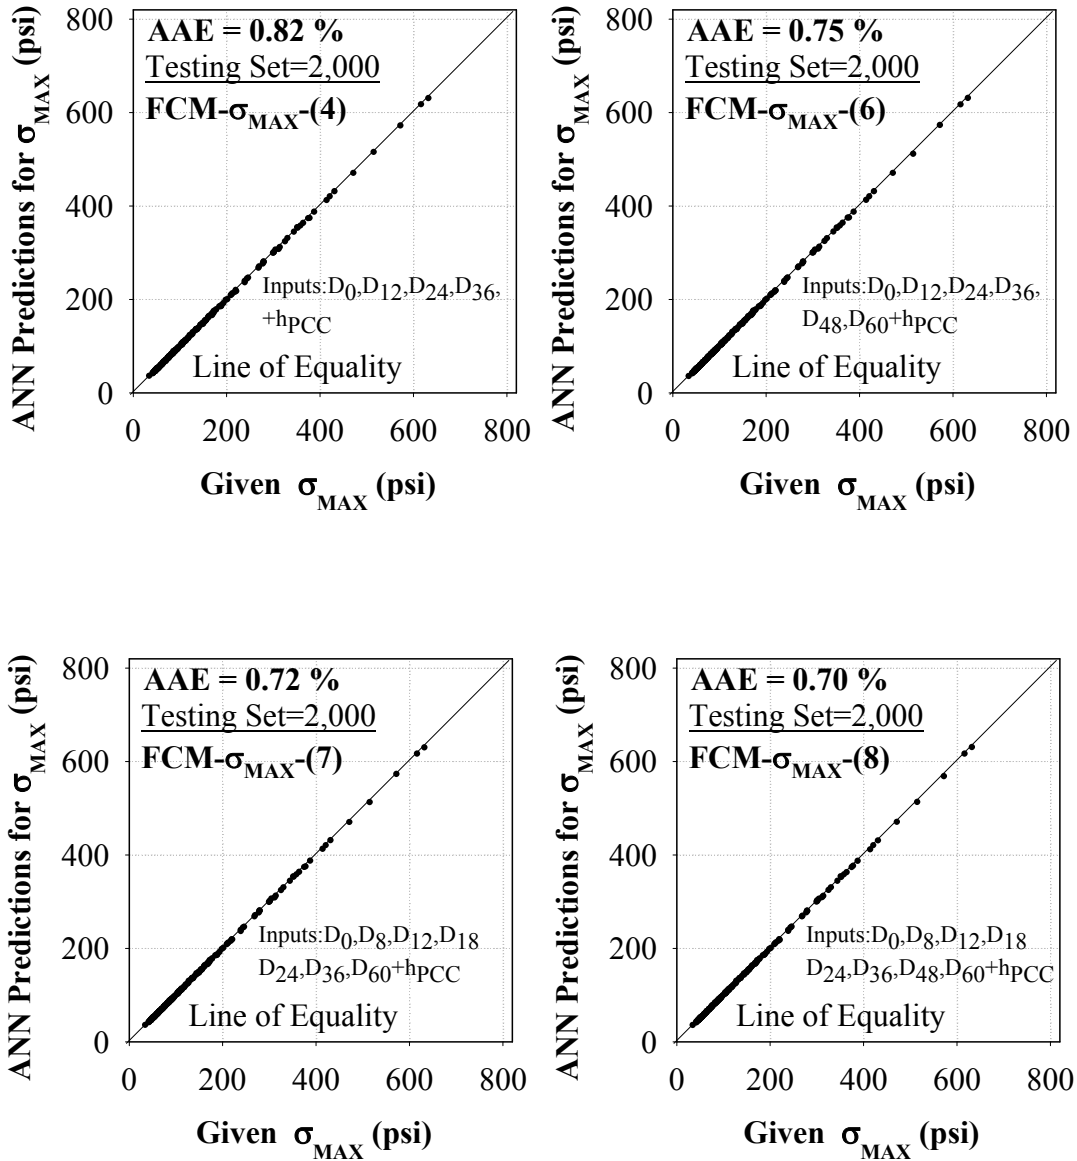 ANN Predictions for σMAX (psi)
800
600
400
200
0
AAE = 0.82 %
Testing Set=2,000
FCM-σMAX-(4)
Inputs:D0,D12,D24,D36,
+hPCC
Line of Equality
0 200 400 600 800
Given σMAX (psi)
ANN Predictions for σMAX (psi)
800
600
400
200
0
AAE = 0.75 %
Testing Set=2,000
FCM-σMAX-(6)
Inputs:D0,D12,D24,D36,
D48,D60+hPCC
Line of Equality
0 200 400 600 800
Given σMAX (psi)
ANN Predictions for σMAX (psi)
800
600
400
200
0
AAE = 0.72 %
Testing Set=2,000
FCM-σMAX-(7)
Inputs:D0,D8,D12,D18
D24,D36,D60+hPCC
Line of Equality
0 200 400 600 800
Given σMAX (psi)
ANN Predictions for σMAX (psi)
800
600
400
200
0
AAE = 0.70 %
Testing Set=2,000
FCM-σMAX-(8)
Inputs:D0,D8,D12,D18
D24,D36,D48,D60+hPCC
Line of Equality
0 200 400 600 800
Given σMAX (psi)